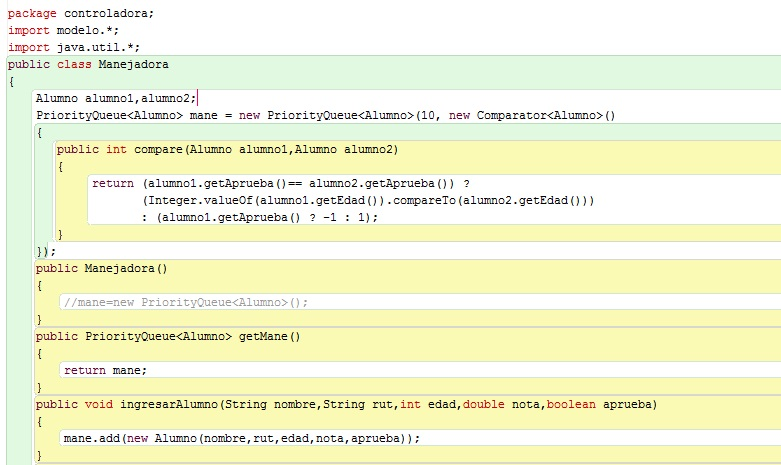 package controladora;
import modelo.*;
import java.util.*;
public class Manejadora
{
Alumno alumno1,alumno2;
PriorityQueue<Alumno> mane = new PriorityQueue<Alumno>(10, new Comparator<Alumno>()
{
public int compare(Alumno alumno1,Alumno alumno2)
{
return (alumno1.getAprueba()== alumno2.getAprueba()) ?
(Integer.valueOf(alumno1.getEdad()).compareTo(alumno2.getEdad()))
: (alumno1.getAprueba() ? -1 : 1);
}
});
public Manejadora()
{
//mane=new PriorityQueue<Alumno>();
}
public PriorityQueue<Alumno> getMane()
{
return mane;
}
public void ingresarAlumno(String nombre,String rut,int edad,double nota,boolean aprueba)
{
mane.add(new Alumno(nombre,rut,edad,nota,aprueba));
}